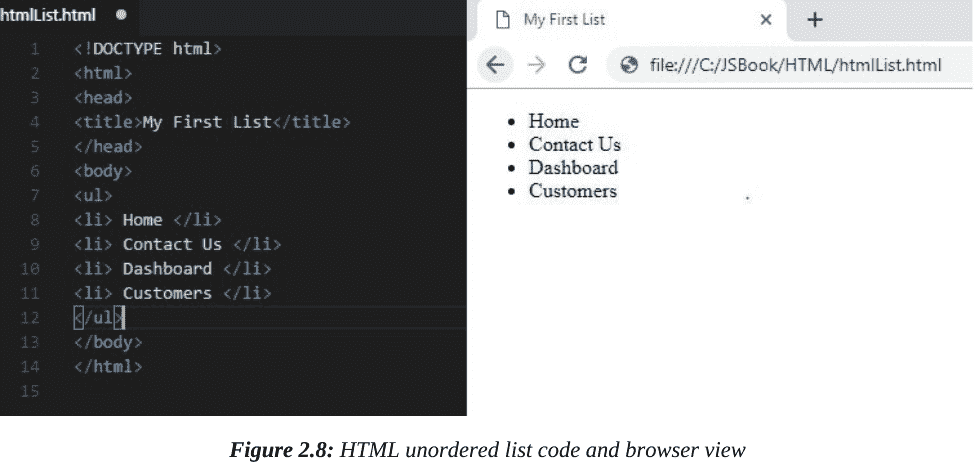 htmlList.html
1 <!DOCTYPE html>
2 <html>
3 <head>
4 <title>My First List</title>
5 </head>
6 <body>
7 <ul>
8 <li> Home </li>
9 <li> Contact Us </li>
10 <li> Dashboard </li>
11 <li> Customers </li>
12 </ul>
13 </body>
14 </html>
15
My First List
file:///C:/JSBook/HTML/htmlList.html
• Home
• Contact Us
• Dashboard
• Customers
Figure 2.8: HTML unordered list code and browser view